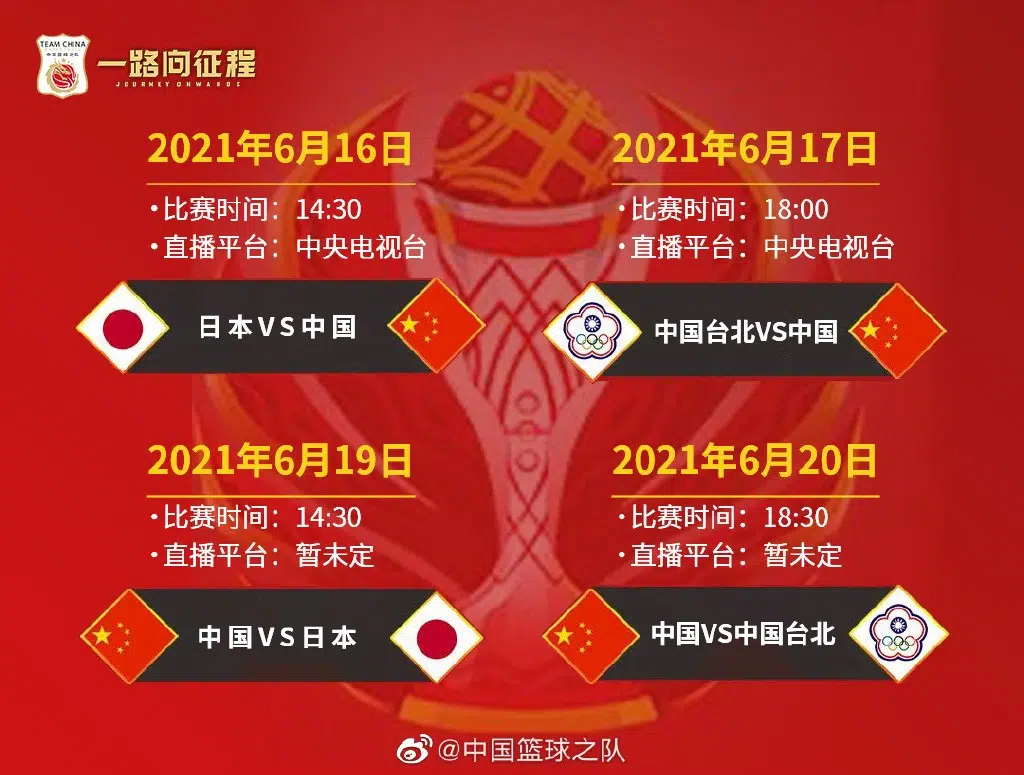 TEAM CHINA
中国篮球之队
一路向征程
JOURNEY ONWARDS
2021年6月16日
·比赛时间：14:30
·直播平台：中央电视台
日本VS中国
2021年6月17日
·比赛时间：18:00
·直播平台：中央电视台
中国台北VS中国
2021年6月19日
·比赛时间：14:30
·直播平台：暂未定
中国VS日本
2021年6月20日
·比赛时间：18:30
·直播平台：暂未定
中国VS中国台北
@中国篮球之队